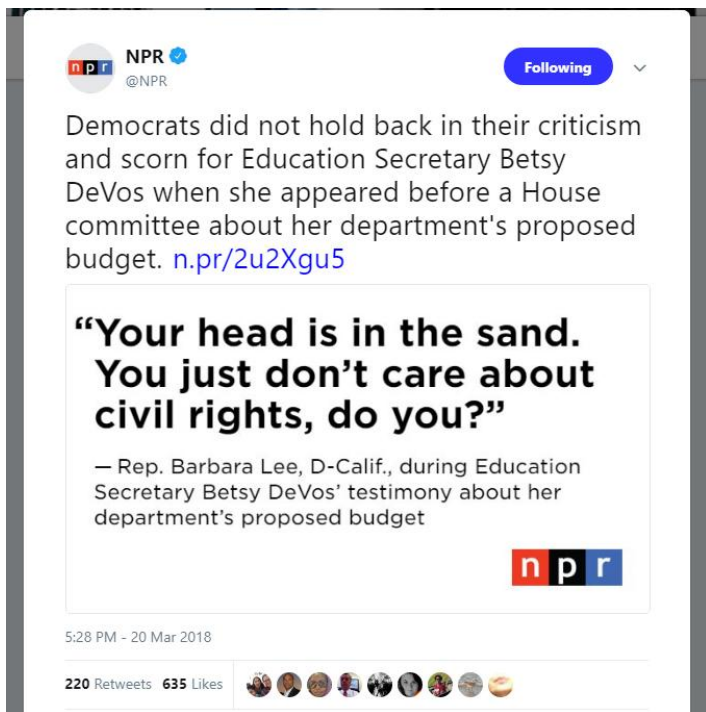 npr
NPR
Following
@NPR
Democrats did not hold back in their criticism
and scorn for Education Secretary Betsy
DeVos when she appeared before a House
committee about her department's proposed
budget. n.pr/2u2Xgu5
“Your head is in the sand.
You just don’t care about
civil rights, do you?”
— Rep. Barbara Lee, D-Calif., during Education
Secretary Betsy DeVos’ testimony about her
department’s proposed budget
npr
5:28 PM - 20 Mar 2018
220 Retweets 635 Likes